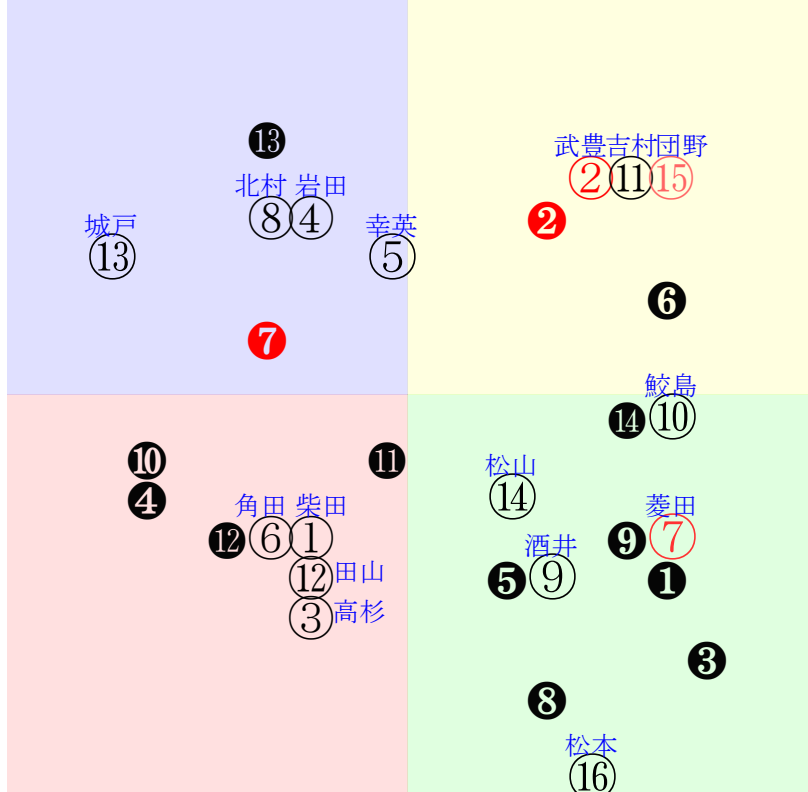 ⓭
武豊吉村団野
②⑪⑮
北村 岩田
⑧④
❷
城戸
⑬
幸英
⑤
❻
❼
鮫島
⓮⑩
❿
⓫
松山
⑭
❹
角田 柴田
⓬⑥①
菱田
❾⑦
酒井
❺⑨
❶
⑫田山
③高杉
❸
❽
松本
⑯